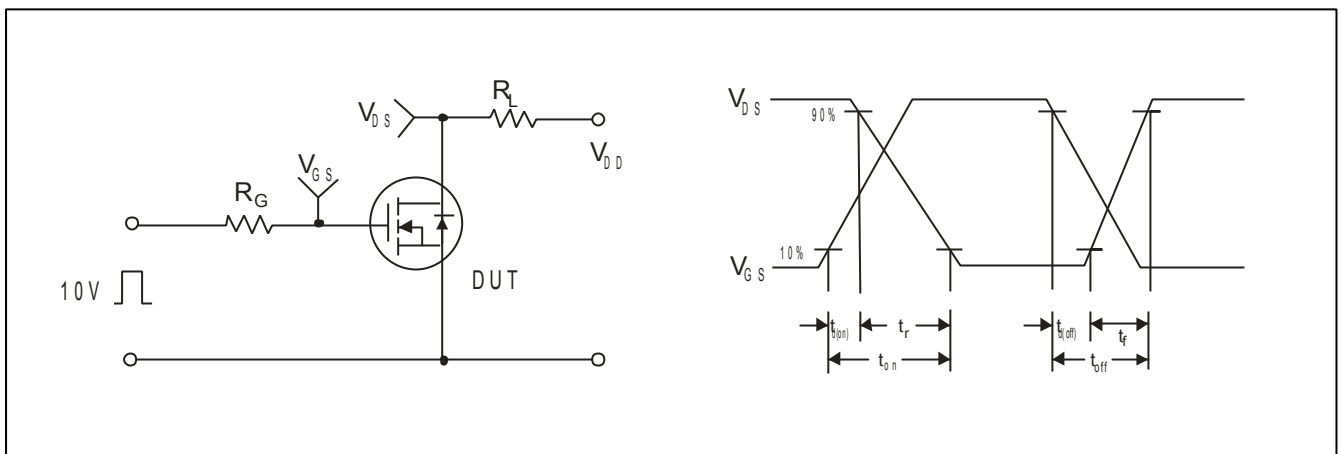 V_DS
R_L
V_DD
V_GS
R_G
10V
DUT
V_DS
90%
10%
V_GS
t_d(on)
t_r
t_d(off)
t_f
t_on
t_off